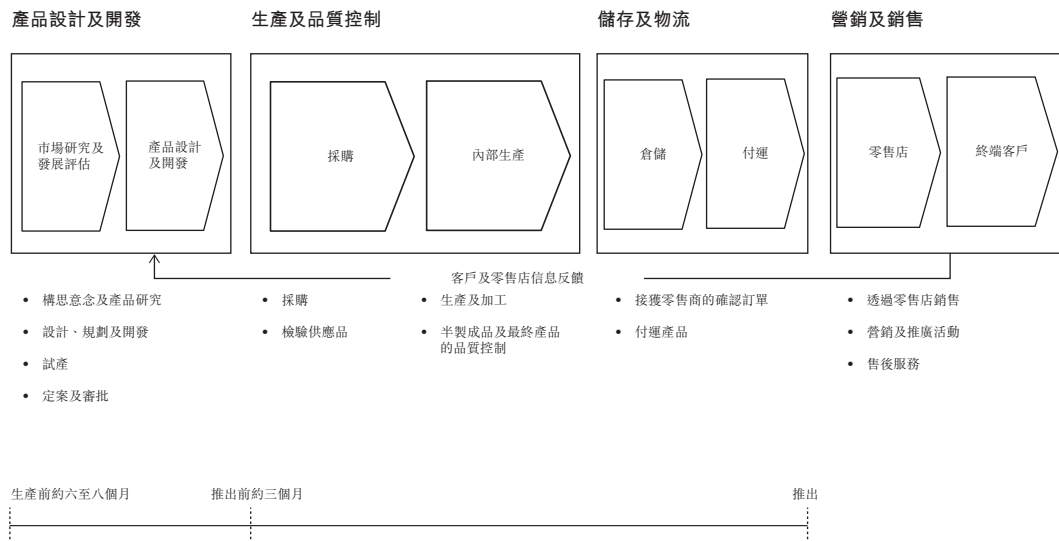 產品設計及開發
生產及品質控制
儲存及物流
營銷及銷售
市場研究及
發展評估
產品設計
及開發
採購
內部生產
倉儲
付運
零售店
終端客戶
客戶及零售店信息反饋
• 構思意念及產品研究
• 設計、規劃及開發
• 試產
• 定案及審批
• 採購
• 檢驗供應品
• 生產及加工
• 半製成品及最終產品
的品質控制
• 接獲零售商的確認訂單
• 付運產品
• 透過零售店銷售
• 營銷及推廣活動
• 售後服務
生產前約六至八個月
推出前約三個月
推出